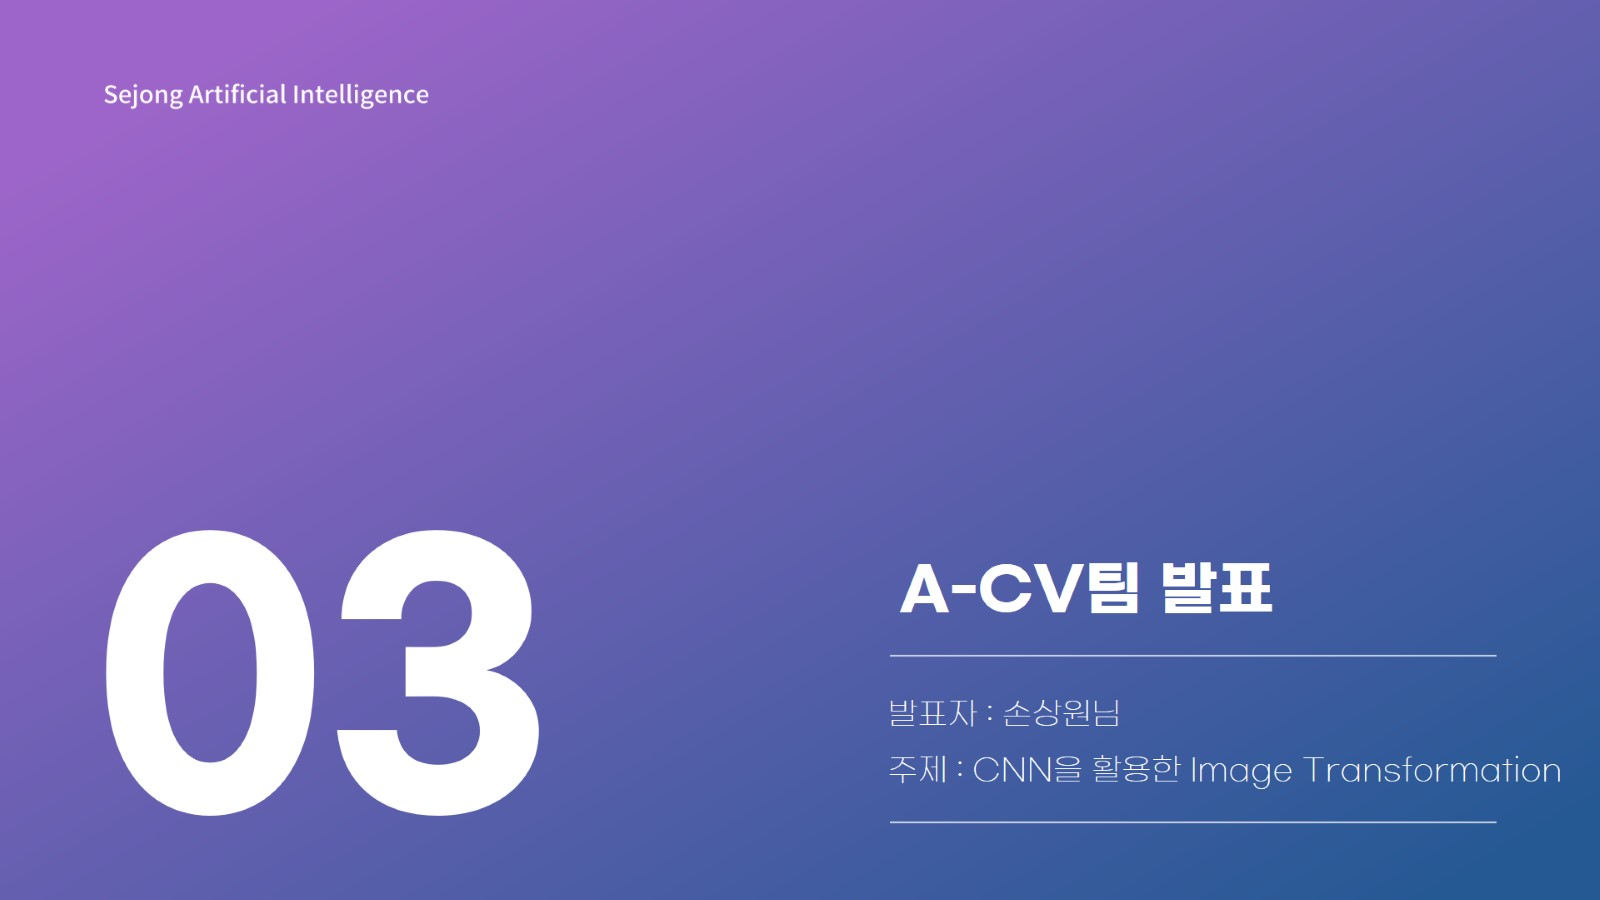 Sejong Artificial Intelligence
03
A-CV팀 발표
발표자 : 손상원님
주제 : CNN을 활용한 Image Transformation